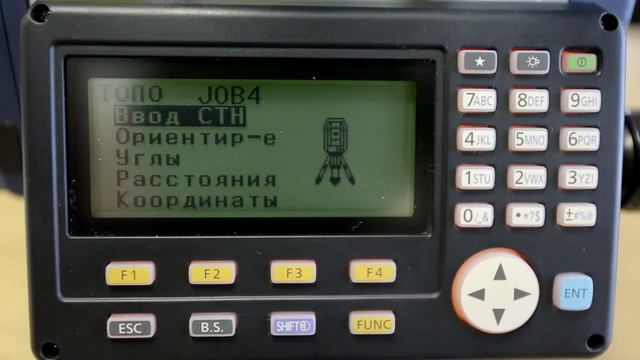 ТОПО JOB4
Ввод СТН
Ориентир-е
Углы
Расстояния
Координаты
7ABC 8DEF 9GHI
4JKL 5MNO 6PQR
1STU 2VWX 3YZ
0/_& •*+?$ ±#%@
F1 F2 F3 F4
ESC B.S. SHIFT FUNC
ENT